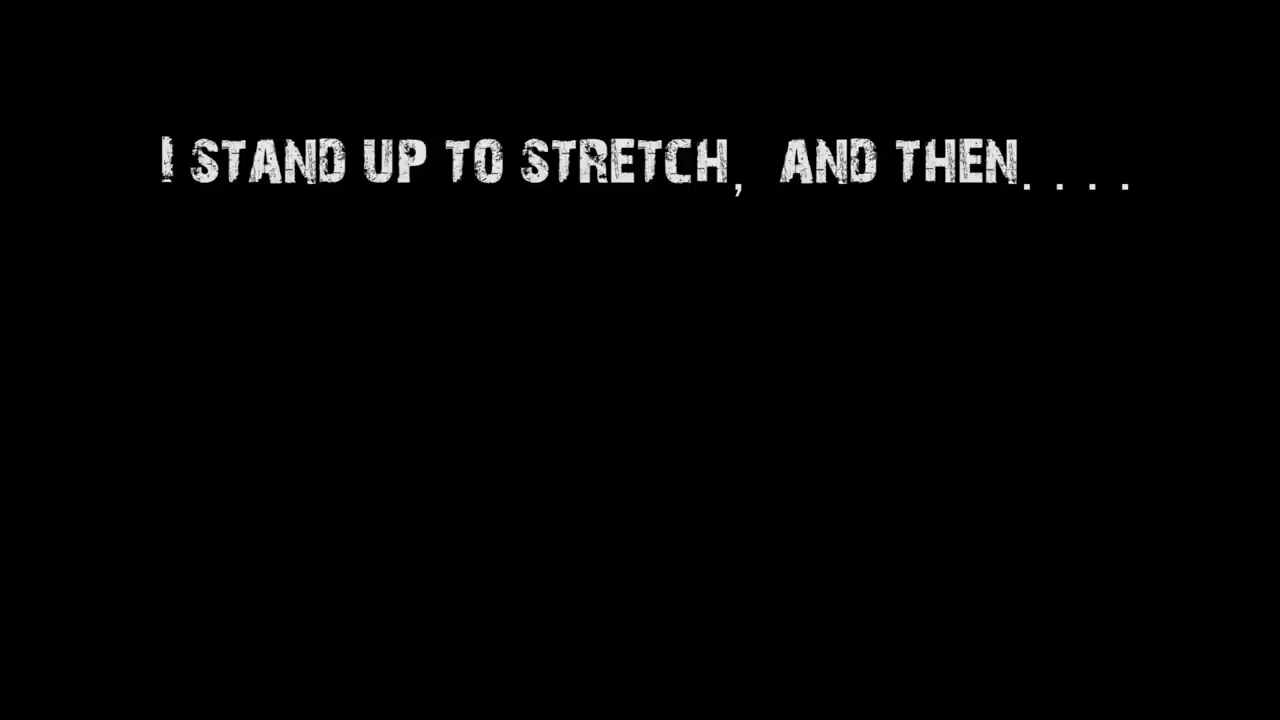 I STAND UP TO STRETCH, AND THEN....